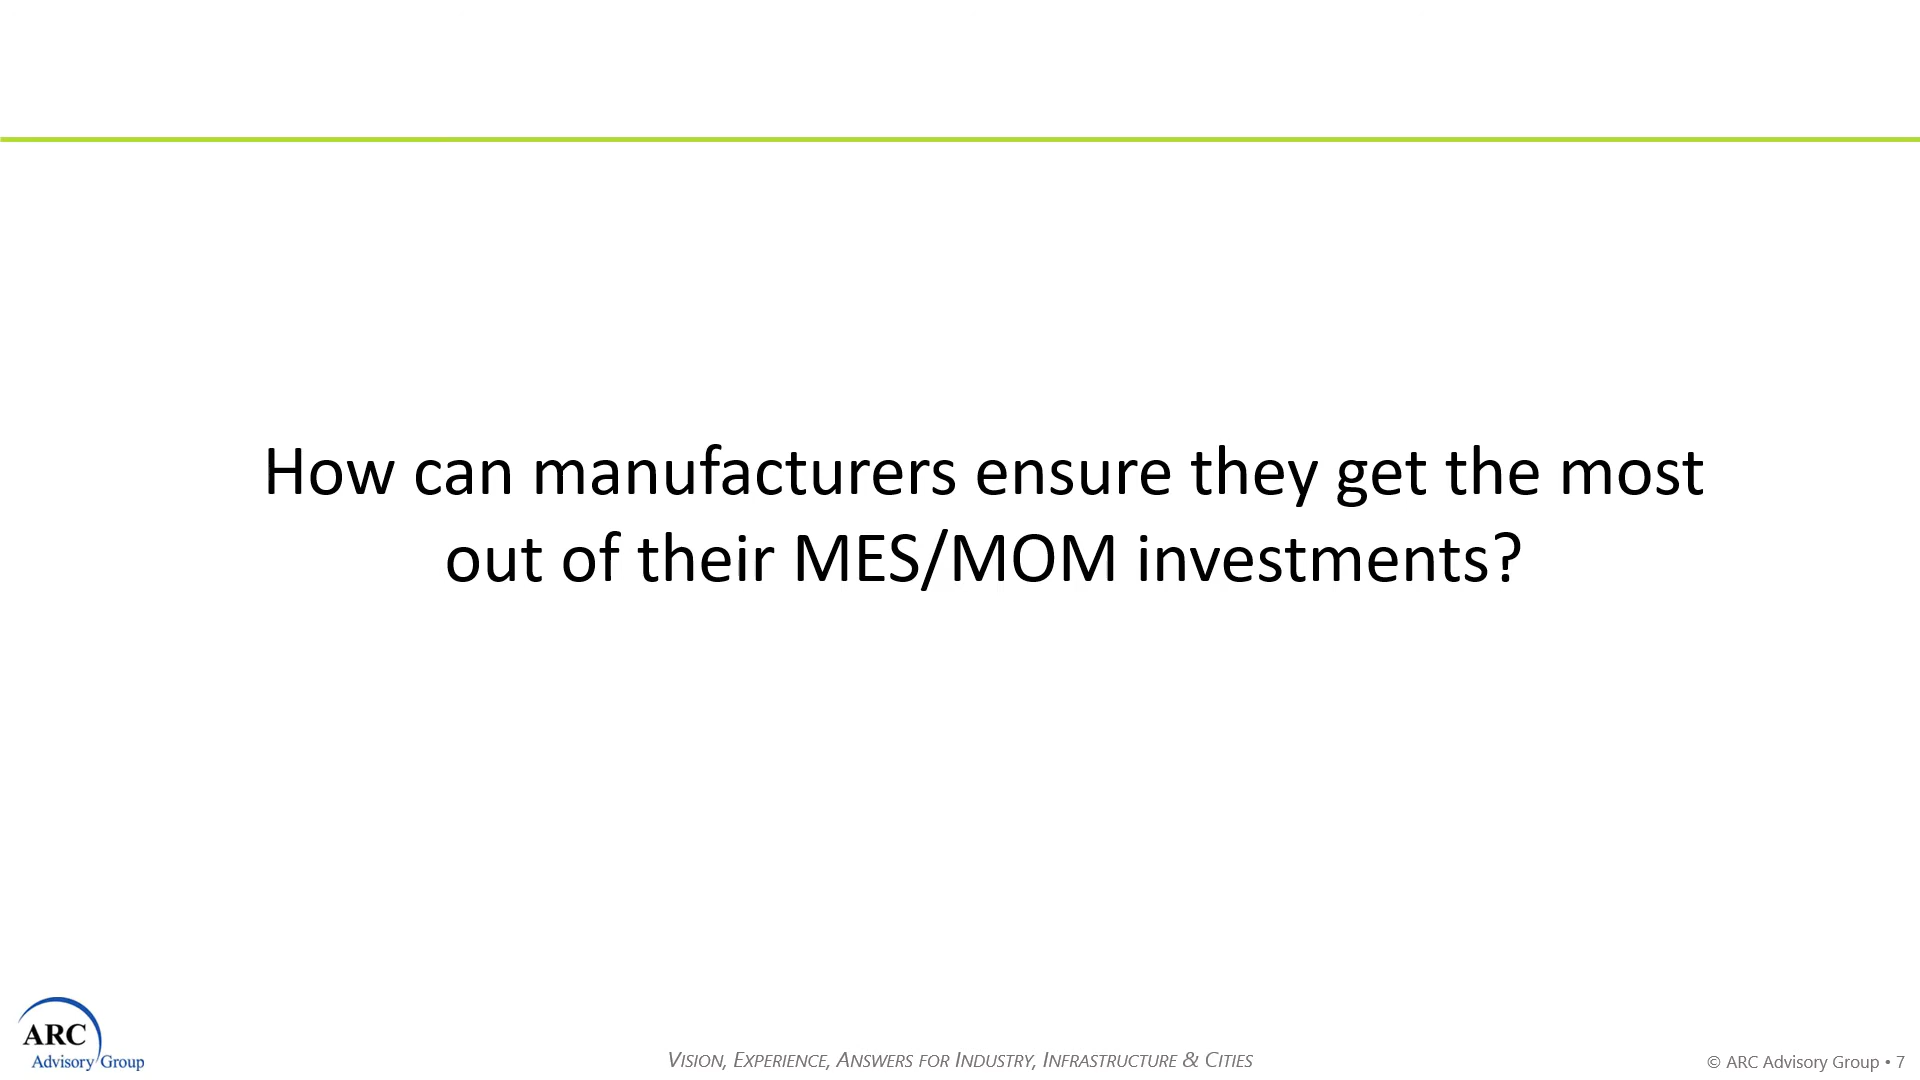 How can manufacturers ensure they get the most
out of their MES/MOM investments?
ARC
Advisory Group
VISION, EXPERIENCE, ANSWERS FOR INDUSTRY, INFRASTRUCTURE & CITIES
© ARC Advisory Group • 7